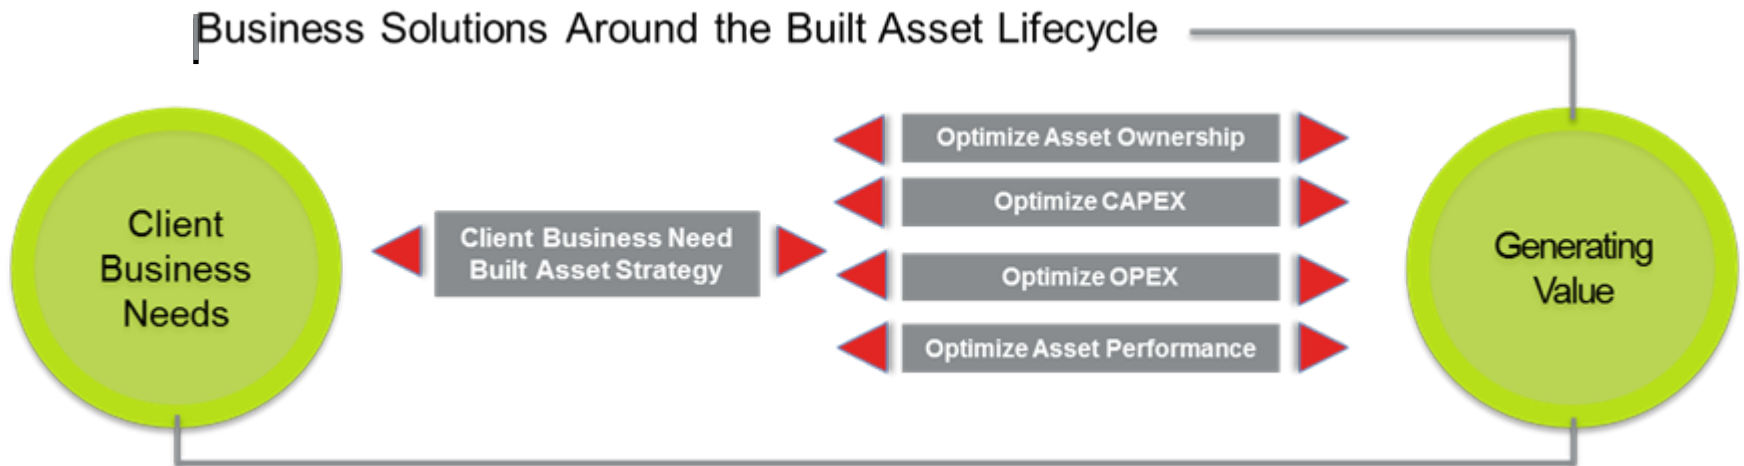 Business Solutions Around the Built Asset Lifecycle
Client
Business
Needs
Client Business Need
Built Asset Strategy
Optimize Asset Ownership
Optimize CAPEX
Optimize OPEX
Optimize Asset Performance
Generating
Value